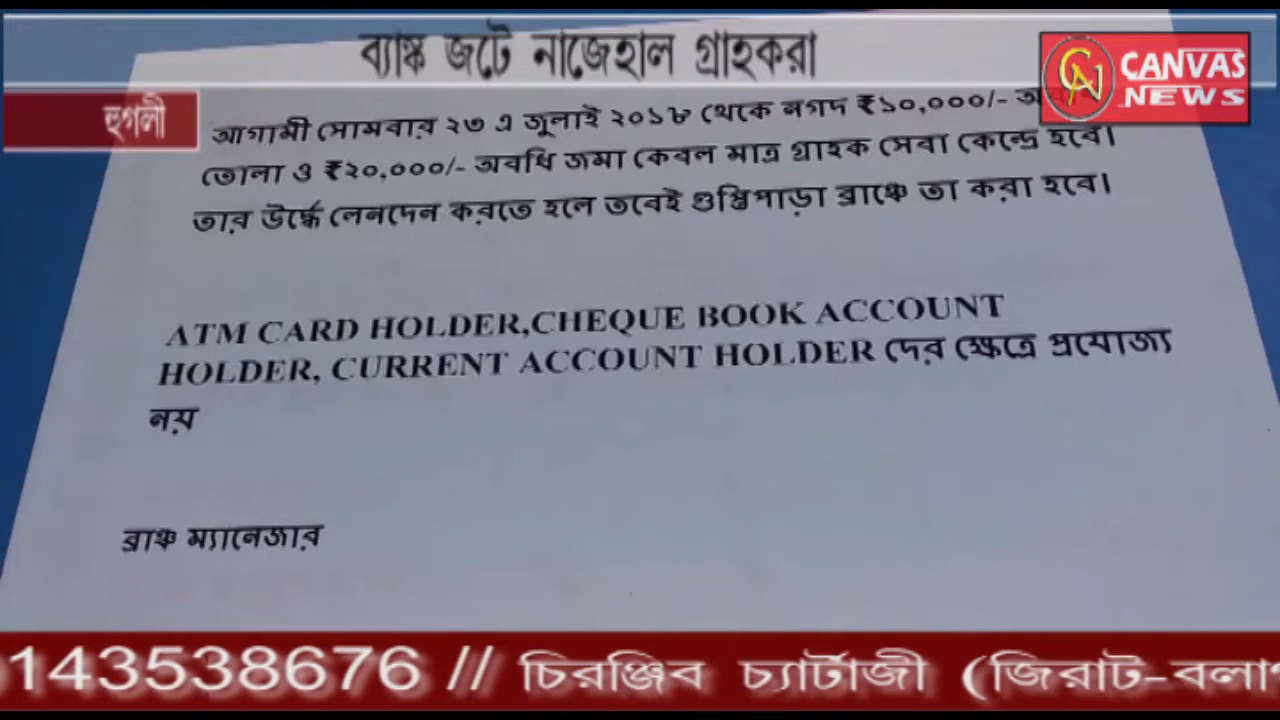 ব্যাঙ্ক জটে নাজেহাল গ্রাহকরা
CANVAS
NEWS
হুগলী
আগামী সোমবার ২৩ এ জুলাই ২০১৮ থেকে নগদ ₹১০,০০০/-
তোলা ও ₹২০,০০০/- অবধি জমা কেবল মাত্র গ্রাহক সেবা কেন্দ্রে হবে।
তার উর্দ্ধে লেনদেন করতে হলে তবেই গুপ্তিপাড়া ব্রাঞ্চে তা করা হবে।
ATM CARD HOLDER,CHEQUE BOOK ACCOUNT
HOLDER, CURRENT ACCOUNT HOLDER দের ক্ষেত্রে প্রযোজ্য
নয়
ব্রাঞ্চ ম্যানেজার
143538676 // চিরঞ্জিব চ্যার্টাজী (জিরাট-বলা